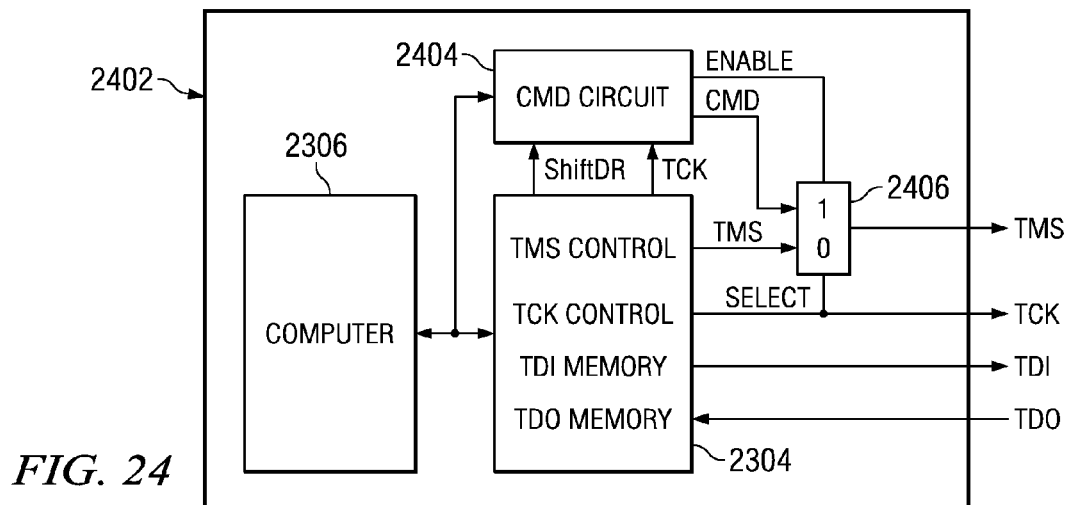 2402
2404
ENABLE
CMD CIRCUIT
CMD
2306
ShiftDR
TCK
2406
1
0
TMS CONTROL
TMS
TMS
SELECT
COMPUTER
TCK CONTROL
TCK
TDI MEMORY
TDI
TDO MEMORY
TDO
2304
FIG. 24